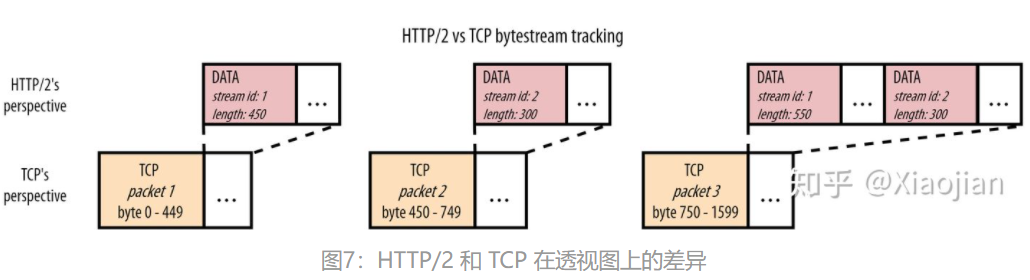 HTTP/2 vs TCP bytestream tracking
HTTP/2's
perspective
DATA
stream id: 1
length: 450
...
DATA
stream id: 2
length: 300
...
DATA
stream id: 1
length: 550
...
DATA
stream id: 2
length: 300
...
TCP's
perspective
TCP
packet 1
byte 0 - 449
...
TCP
packet 2
byte 450 - 749
...
TCP
packet 3
byte 750 - 1599
...
知乎 @Xiaojian
图7：HTTP/2 和 TCP 在透视图上的差异